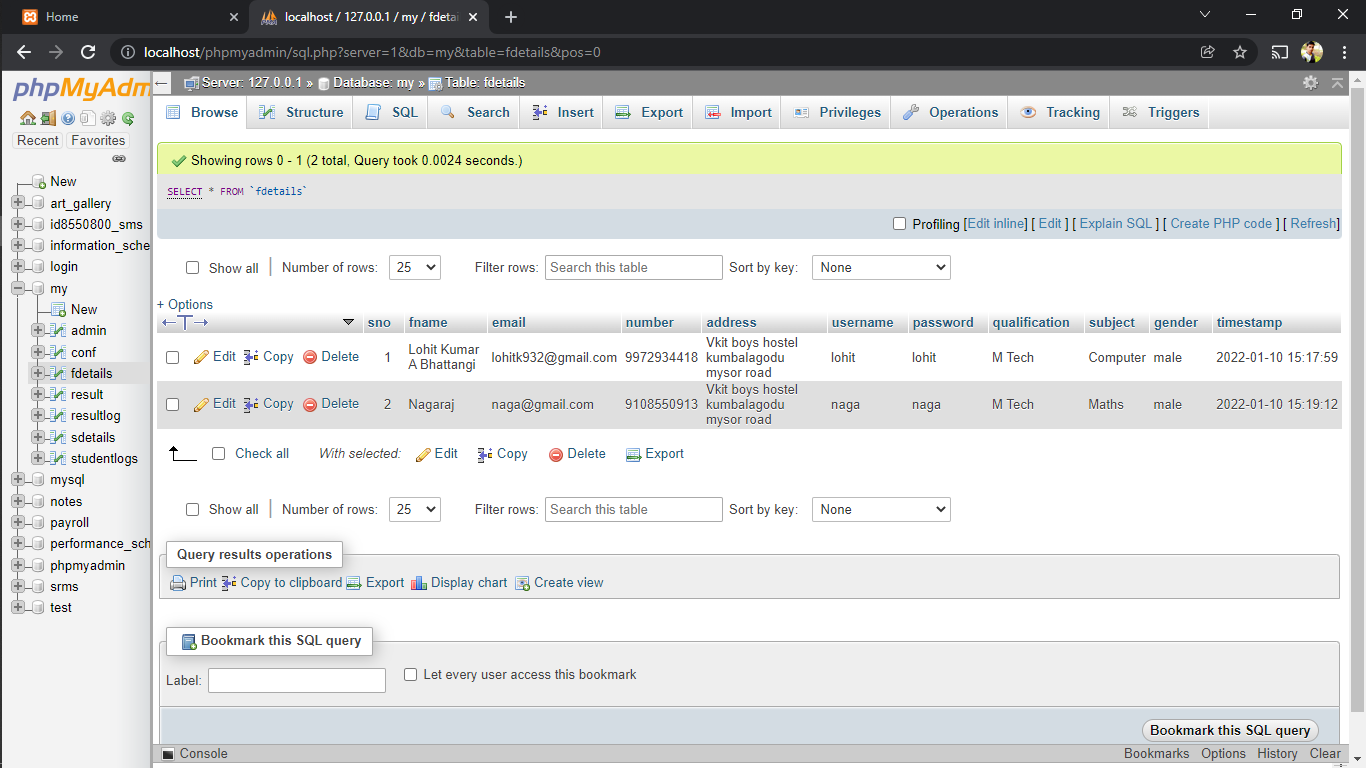 Home
localhost / 127.0.0.1 / my / fdetai
localhost/phpmyadmin/sql.php?server=1&db=my&table=fdetails&pos=0
phpMyAdm
Recent Favorites
New
art_gallery
id8550800_sms
information_sche
login
my
New
admin
conf
fdetails
result
resultlog
sdetails
studentlogs
mysql
notes
payroll
performance_sch
phpmyadmin
srms
test
Server: 127.0.0.1 » Database: my » Table: fdetails
Browse Structure SQL Search Insert Export Import Privileges Operations Tracking Triggers
Showing rows 0 - 1 (2 total, Query took 0.0024 seconds.)
SELECT * FROM `fdetails`
Profiling [Edit inline] [ Edit ] [ Explain SQL ] [ Create PHP code ] [ Refresh]
Show all Number of rows: 25 Filter rows: Search this table Sort by key: None
+ Options
sno fname email number address username password qualification subject gender timestamp
Edit Copy Delete 1 Lohit Kumar A Bhattangi lohitk932@gmail.com 9972934418 Vkit boys hostel kumbalagodu mysor road lohit lohit M Tech Computer male 2022-01-10 15:17:59
Edit Copy Delete 2 Nagaraj naga@gmail.com 9108550913 Vkit boys hostel kumbalagodu mysor road naga naga M Tech Maths male 2022-01-10 15:19:12
Check all With selected: Edit Copy Delete Export
Show all Number of rows: 25 Filter rows: Search this table Sort by key: None
Query results operations
Print Copy to clipboard Export Display chart Create view
Bookmark this SQL query
Label: Let every user access this bookmark
Bookmark this SQL query
Console Bookmarks Options History Clear